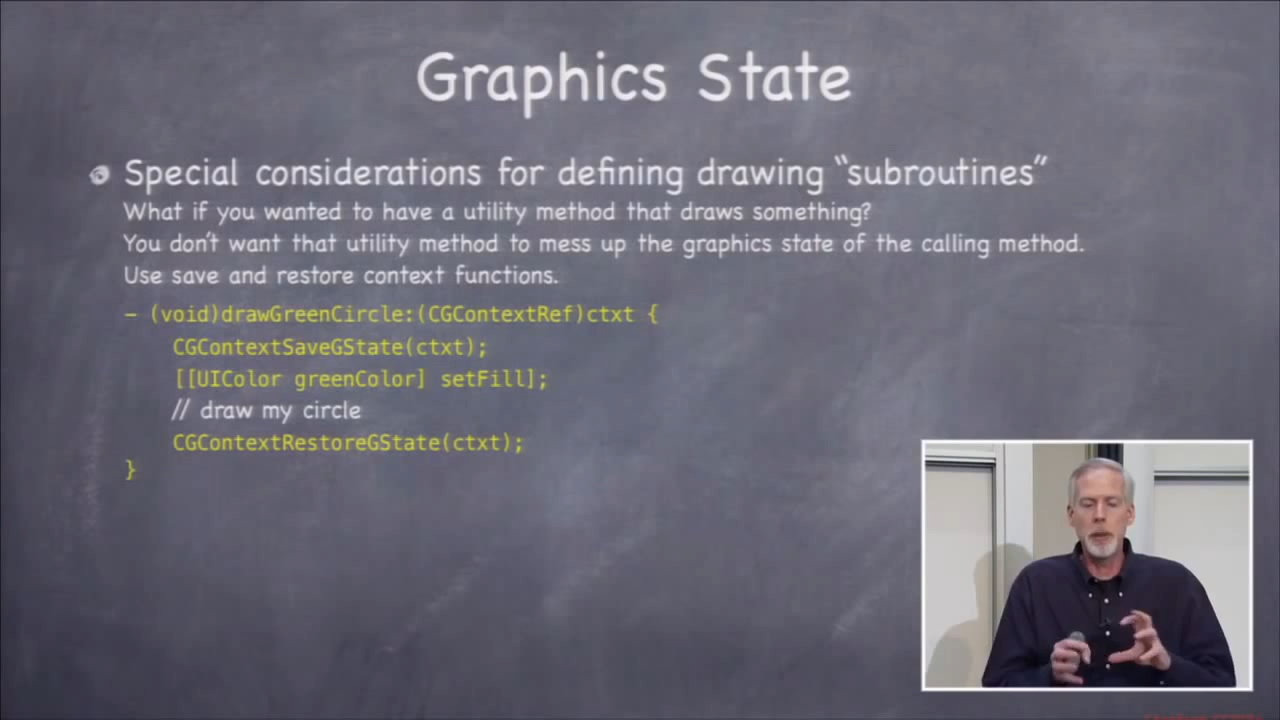 Graphics State
Special considerations for defining drawing “subroutines”
What if you wanted to have a utility method that draws something?
You don’t want that utility method to mess up the graphics state of the calling method.
Use save and restore context functions.
- (void)drawGreenCircle:(CGContextRef)ctxt {
CGContextSaveGState(ctxt);
[[UIColor greenColor] setFill];
// draw my circle
CGContextRestoreGState(ctxt);
}